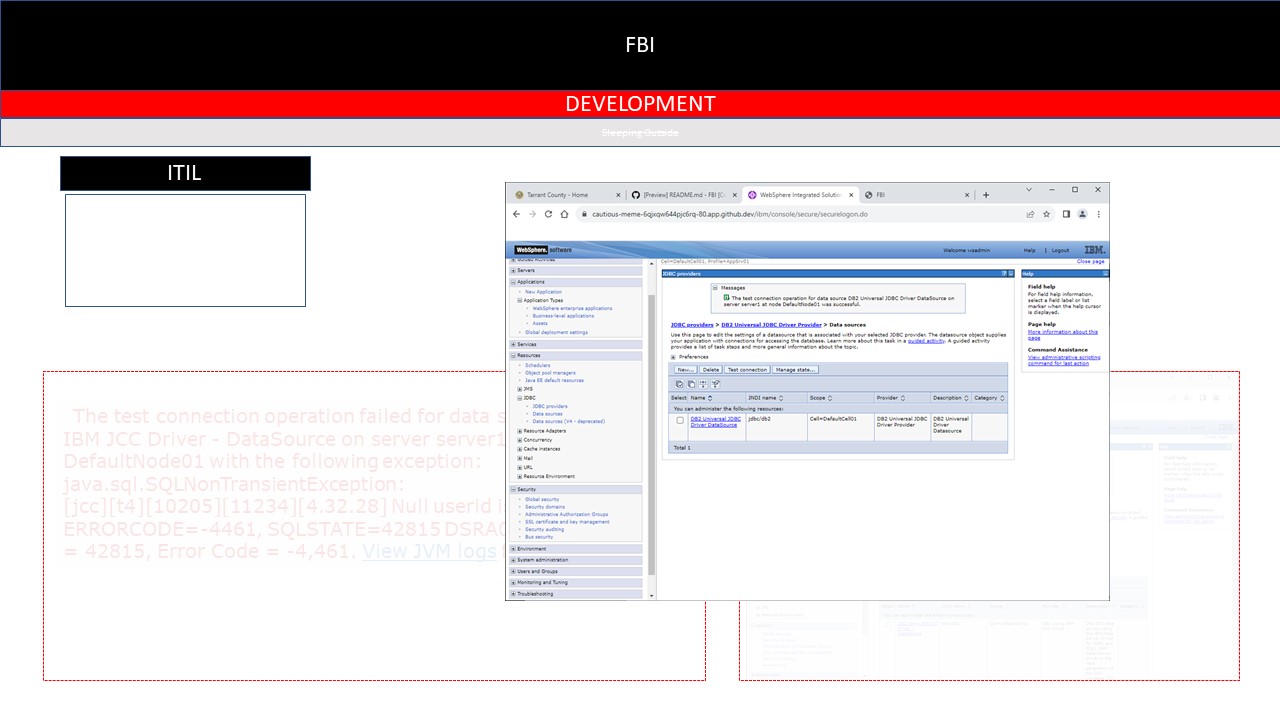 FBI
DEVELOPMENT
Sleeping Outside
ITIL
Tarrant County - Home
[Preview] README.md - FBI [C
WebSphere Integrated Solution
FBI
cautious-meme-6qjxqw644pjc6rq-80.app.github.dev/ibm/console/secure/securelogon.do
WebSphere. software
Welcome wsadmin
Help | Logout
IBM.
Guided Activities
Servers
Applications
New Application
Application Types
WebSphere enterprise applications
Business-level applications
Assets
Global deployment settings
Services
Resources
Schedulers
Object pool managers
Java EE default resources
JMS
JDBC
JDBC providers
Data sources
Data sources (V4 - deprecated)
Resource Adapters
Concurrency
Cache instances
Mail
URL
Resource Environment
Security
Global security
Security domains
Administrative Authorization Groups
SSL certificate and key management
Security auditing
Bus security
Environment
System administration
Users and Groups
Monitoring and Tuning
Troubleshooting
Cell=DefaultCell01, Profile=AppSrv01
Close page
JDBC providers
Messages
The test connection operation for data source DB2 Universal JDBC Driver DataSource on
server server1 at node DefaultNode01 was successful.
JDBC providers > DB2 Universal JDBC Driver Provider > Data sources
Use this page to edit the settings of a datasource that is associated with your selected JDBC provider. The datasource object supplies
your application with connections for accessing the database. Learn more about this task in a guided activity. A guided activity
provides a list of task steps and more general information about the topic.
Preferences
New... Delete Test connection Manage state...
Select Name JNDI name Scope Provider Description Category
You can administer the following resources:
DB2 Universal JDBC jdbc/db2 Cell=DefaultCell01 DB2 Universal JDBC DB2 Universal
Driver DataSource Driver Provider Driver
Datasource
Total 1
Help
Field help
For field help information,
select a field label or list
marker when the help cursor
is displayed.
Page help
More information about this
page
Command Assistance
View administrative scripting
command for last action
The test connection operation failed for data s
IBM JCC Driver - DataSource on server server1
DefaultNode01 with the following exception:
java.sql.SQLNonTransientException:
[jcc][t4][10205][11234][4.32.28] Null userid i
ERRORCODE=-4461, SQLSTATE=42815 DSRA0
= 42815, Error Code = -4,461. View JVM logs